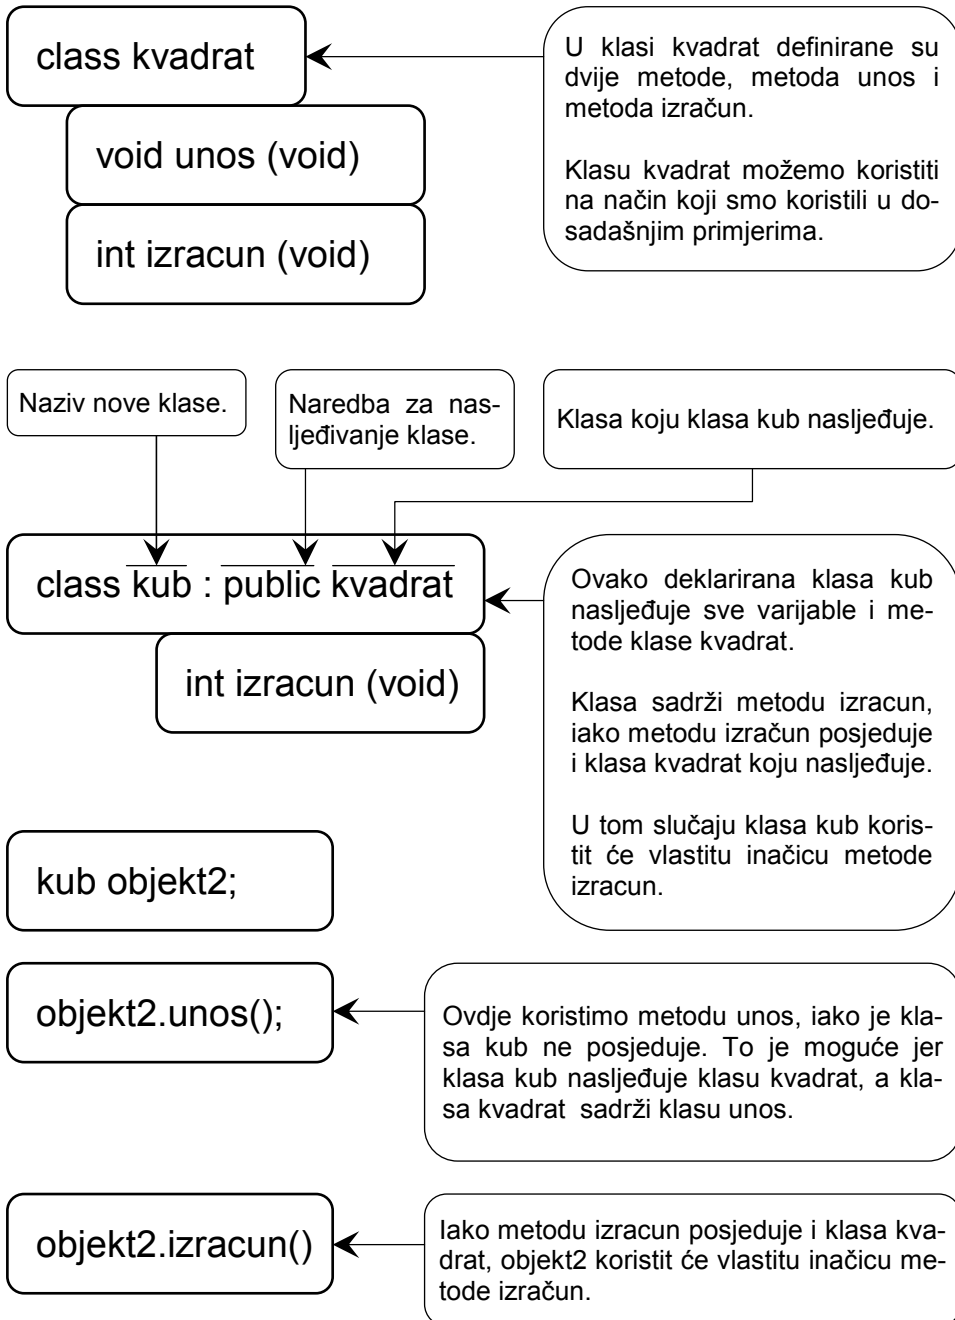 class kvadrat
void unos (void)
int izracun (void)
U klasi kvadrat definirane su
dvije metode, metoda unos i
metoda izračun.
Klasu kvadrat možemo koristiti
na način koji smo koristili u do-
sadašnjim primjerima.
Naziv nove klase.
Naredba za nas-
ljeđivanje klase.
Klasa koju klasa kub nasljeđuje.
class kub : public kvadrat
int izracun (void)
Ovako deklarirana klasa kub
nasljeđuje sve varijable i me-
tode klase kvadrat.
Klasa sadrži metodu izracun,
iako metodu izračun posjeduje
i klasa kvadrat koju nasljeđuje.
U tom slučaju klasa kub koris-
tit će vlastitu inačicu metode
izracun.
kub objekt2;
objekt2.unos();
Ovdje koristimo metodu unos, iako je kla-
sa kub ne posjeduje. To je moguće jer
klasa kub nasljeđuje klasu kvadrat, a kla-
sa kvadrat sadrži klasu unos.
objekt2.izracun()
Iako metodu izracun posjeduje i klasa kva-
drat, objekt2 koristit će vlastitu inačicu me-
tode izračun.